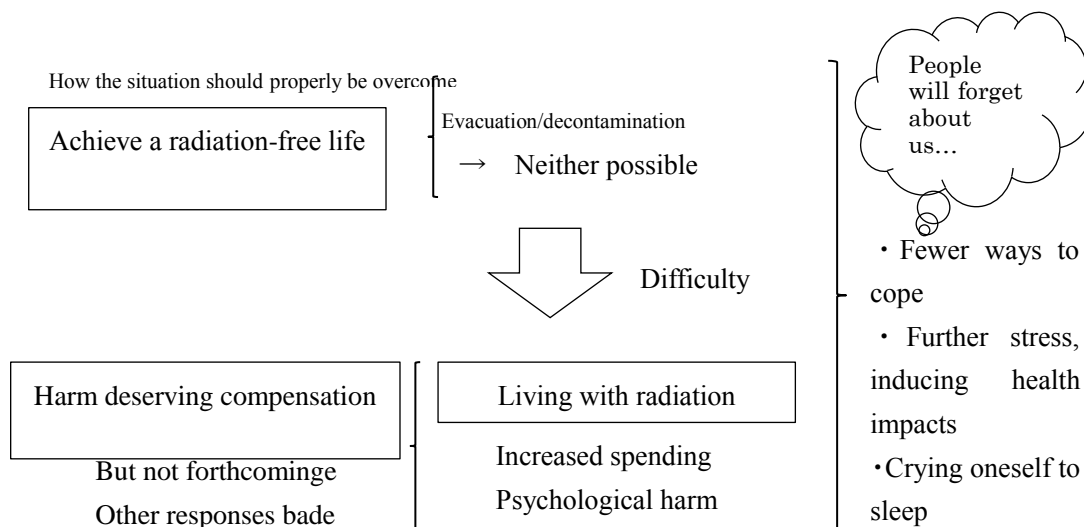 How the situation should properly be overcome
Achieve a radiation-free life
Evacuation/decontamination
→ Neither possible
Difficulty
Harm deserving compensation
But not forthcominge
Other responses bade
Living with radiation
Increased spending
Psychological harm
People
will forget
about
us…
・Fewer ways to
cope
・Further stress,
inducing health
impacts
・Crying oneself to
sleep